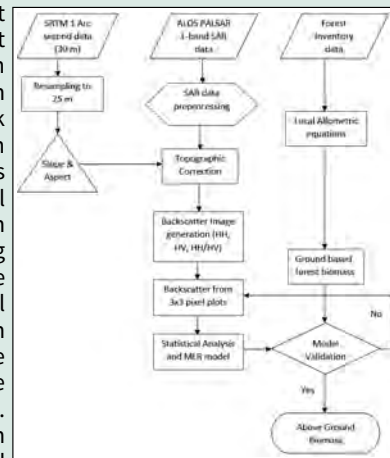 SRTM 1 Arc
second data
(30 m)
Resampling to
25 m
Slope &
Aspect
ALOS PALSAR
L-band SAR
data
SAR data
preprocessing
Topographic
Correction
Backscatter Image
generation (HH,
HV, HH/HV)
Backscatter from
3x3 pixel plots
Statistical Analysis
and MLR model
Forest
Inventory
data
Local Allometric
equations
Ground based
forest biomass
No
Model
Validation
Yes
Above Ground
Biomass